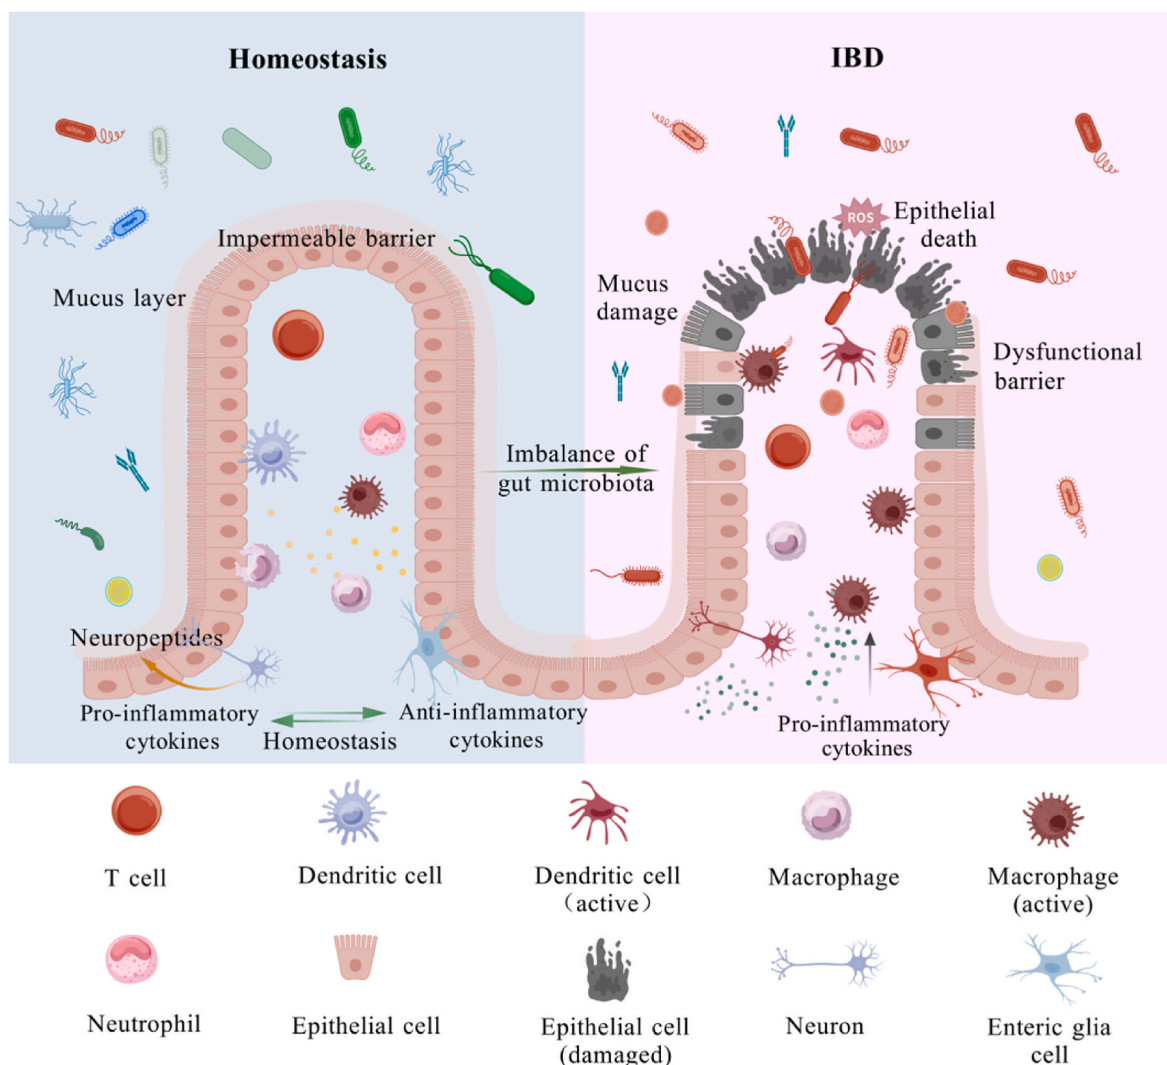 Homeostasis
IBD
Impermeable barrier
Mucus layer
ROS
Epithelial
death
Mucus
damage
Dysfunctional
barrier
Imbalance of
gut microbiota
Neuropeptides
Pro-inflammatory
cytokines
Homeostasis
Anti-inflammatory
cytokines
Pro-inflammatory
cytokines
T cell
Dendritic cell
Dendritic cell
（active）
Macrophage
Macrophage
(active)
Neutrophil
Epithelial cell
Epithelial cell
(damaged)
Neuron
Enteric glia
cell